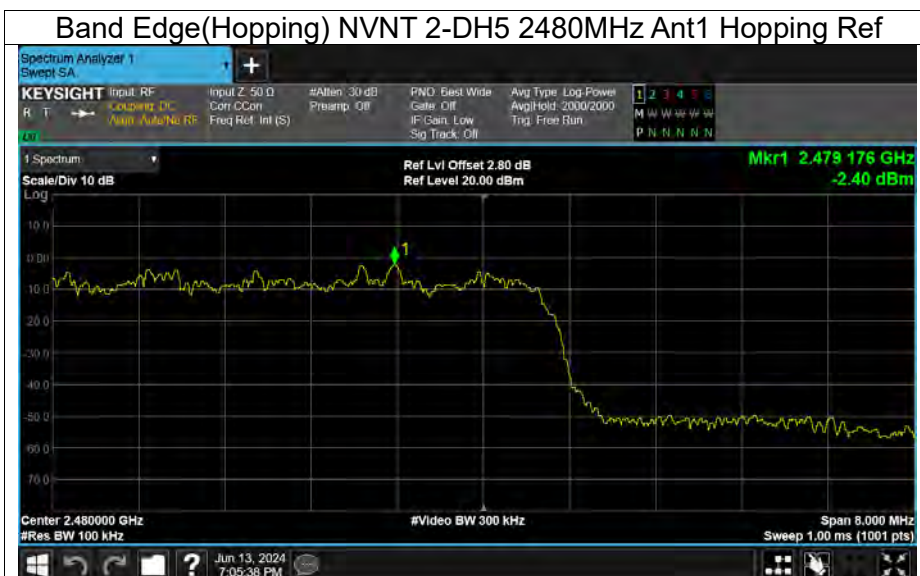 Band Edge(Hopping) NVNT 2-DH5 2480MHz Ant1 Hopping Ref
Spectrum Analyzer 1
Swept SA
KEYSIGHT
R T
Input: RF
Coupling: DC
Align: Auto/No RF
Input Z: 50 Ω
Corr CCorr
Freq Ref: Int (S)
#Atten: 30 dB
Preamp: Off
PNO: Best Wide
Gate: Off
IF Gain: Low
Sig Track: Off
Avg Type: Log-Power
Avg|Hold: 2000/2000
Trig: Free Run
1 2 3 4 5 6
M W W W W W
P N N N N N
1 Spectrum
Scale/Div 10 dB
Log
Ref Lvl Offset 2.80 dB
Ref Level 20.00 dBm
Mkr1 2.479 176 GHz
-2.40 dBm
10.0
0.00
-10.0
-20.0
-30.0
-40.0
-50.0
-60.0
-70.0
1
Center 2.480000 GHz
#Res BW 100 kHz
#Video BW 300 kHz
Span 8.000 MHz
Sweep 1.00 ms (1001 pts)
?
Jun 13, 2024
7:05:38 PM